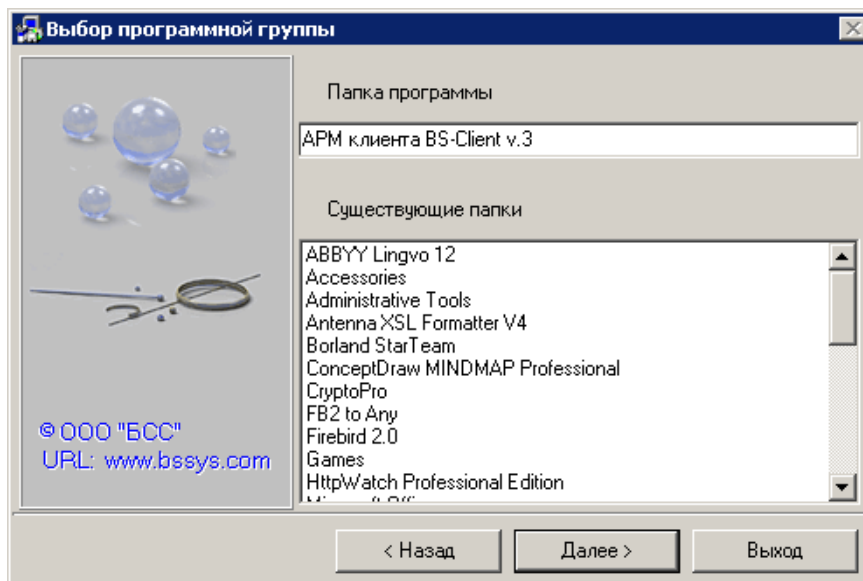 Выбор программной группы
Папка программы
АРМ клиента BS-Client v.3
Существующие папки
ABBYY Lingvo 12
Accessories
Administrative Tools
Antenna XSL Formatter V4
Borland StarTeam
ConceptDraw MINDMAP Professional
CryptoPro
FB2 to Any
Firebird 2.0
Games
HttpWatch Professional Edition
© ООО "БСС"
URL: www.bssys.com
< Назад
Далее >
Выход